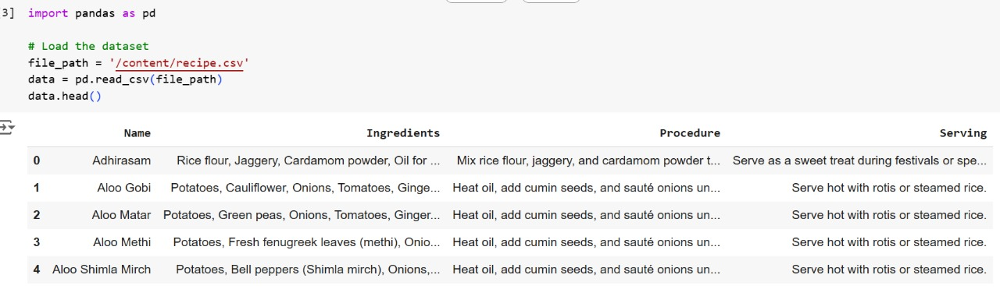 3] import pandas as pd
# Load the dataset
file_path = '/content/recipe.csv'
data = pd.read_csv(file_path)
data.head()
Name Ingredients Procedure Serving
0 Adhirasam Rice flour, Jaggery, Cardamom powder, Oil for ... Mix rice flour, jaggery, and cardamom powder t... Serve as a sweet treat during festivals or spe...
1 Aloo Gobi Potatoes, Cauliflower, Onions, Tomatoes, Ginge... Heat oil, add cumin seeds, and sauté onions un... Serve hot with rotis or steamed rice.
2 Aloo Matar Potatoes, Green peas, Onions, Tomatoes, Ginger... Heat oil, add cumin seeds, and sauté onions un... Serve hot with rotis or steamed rice.
3 Aloo Methi Potatoes, Fresh fenugreek leaves (methi), Onio... Heat oil, add cumin seeds, and sauté onions un... Serve hot with rotis or steamed rice.
4 Aloo Shimla Mirch Potatoes, Bell peppers (Shimla mirch), Onions,... Heat oil, add cumin seeds, and sauté onions un... Serve hot with rotis or steamed rice.